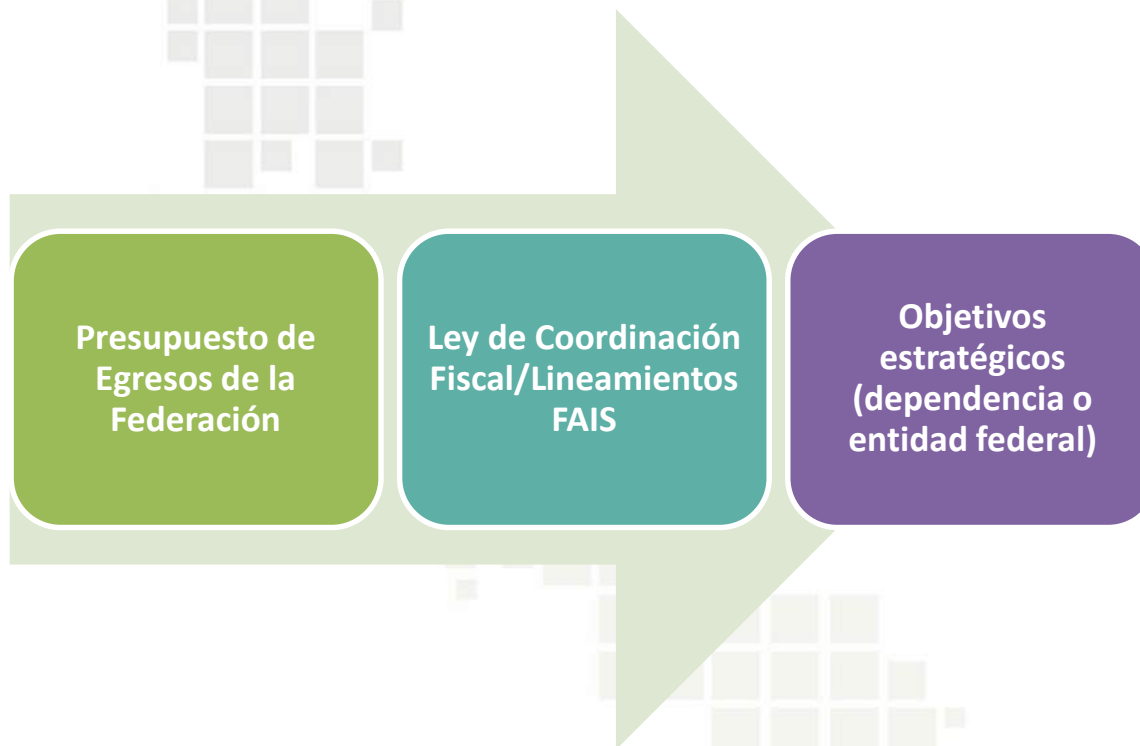 Presupuesto de
Egresos de la
Federación
Ley de Coordinación
Fiscal/Lineamientos
FAIS
Objetivos
estratégicos
(dependencia o
entidad federal)